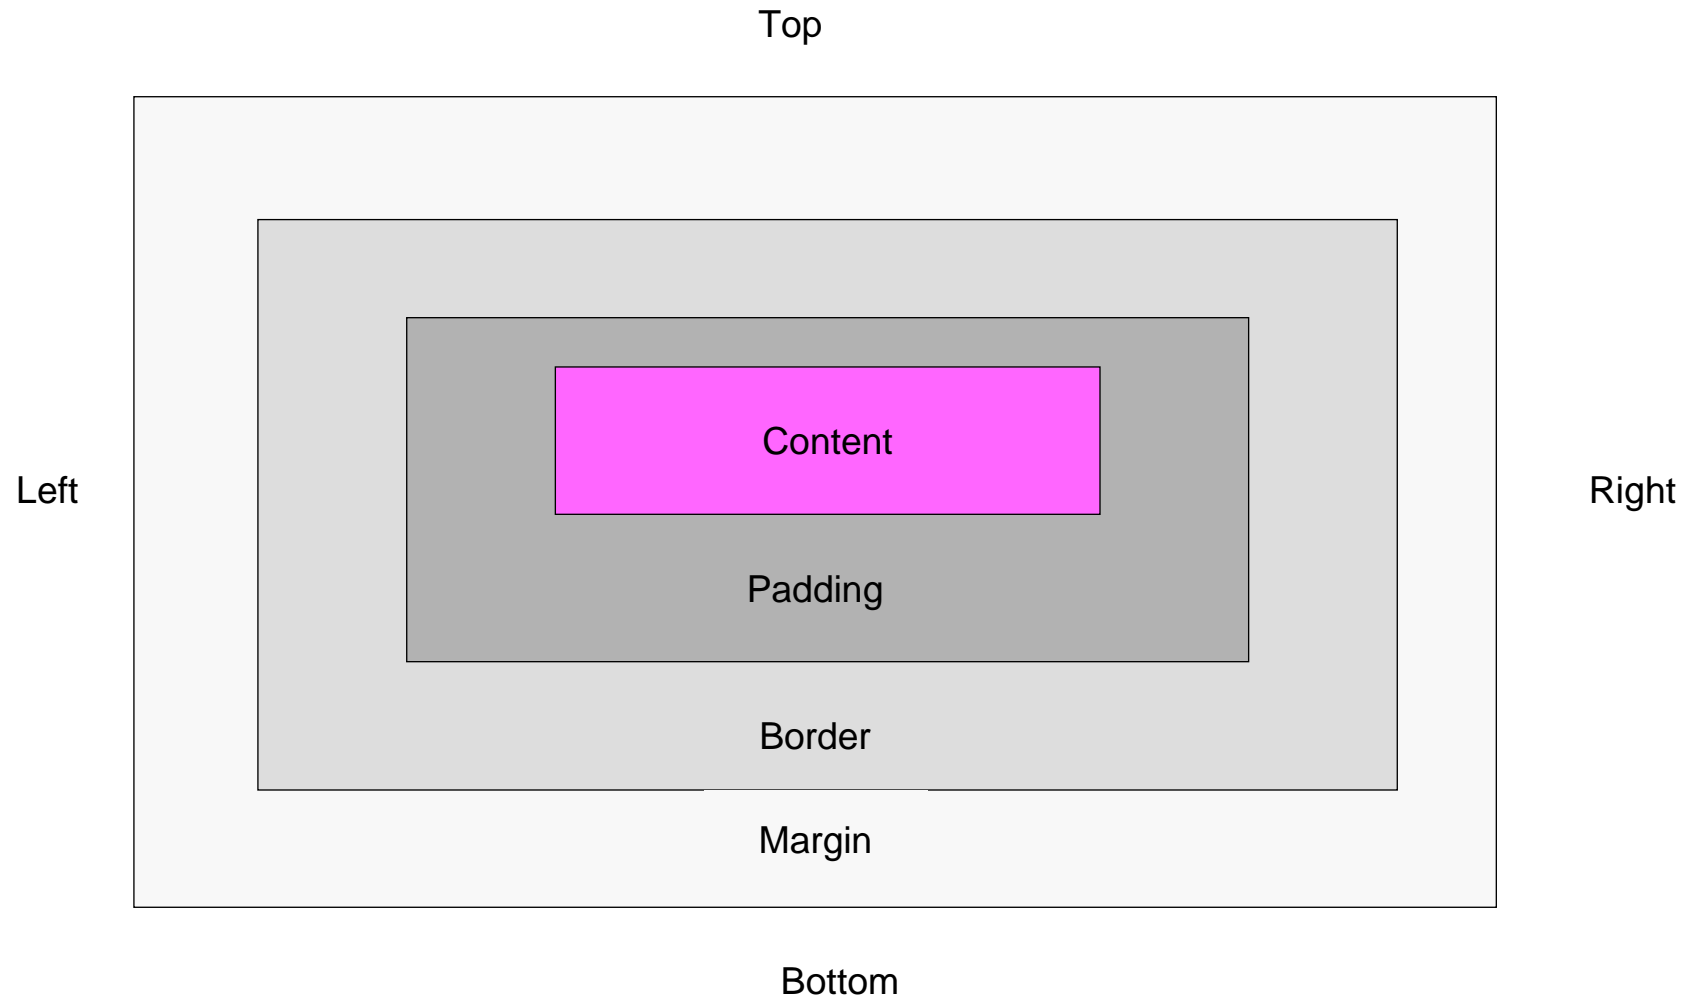 Top
Content
Left
Right
Padding
Border
Margin
Bottom